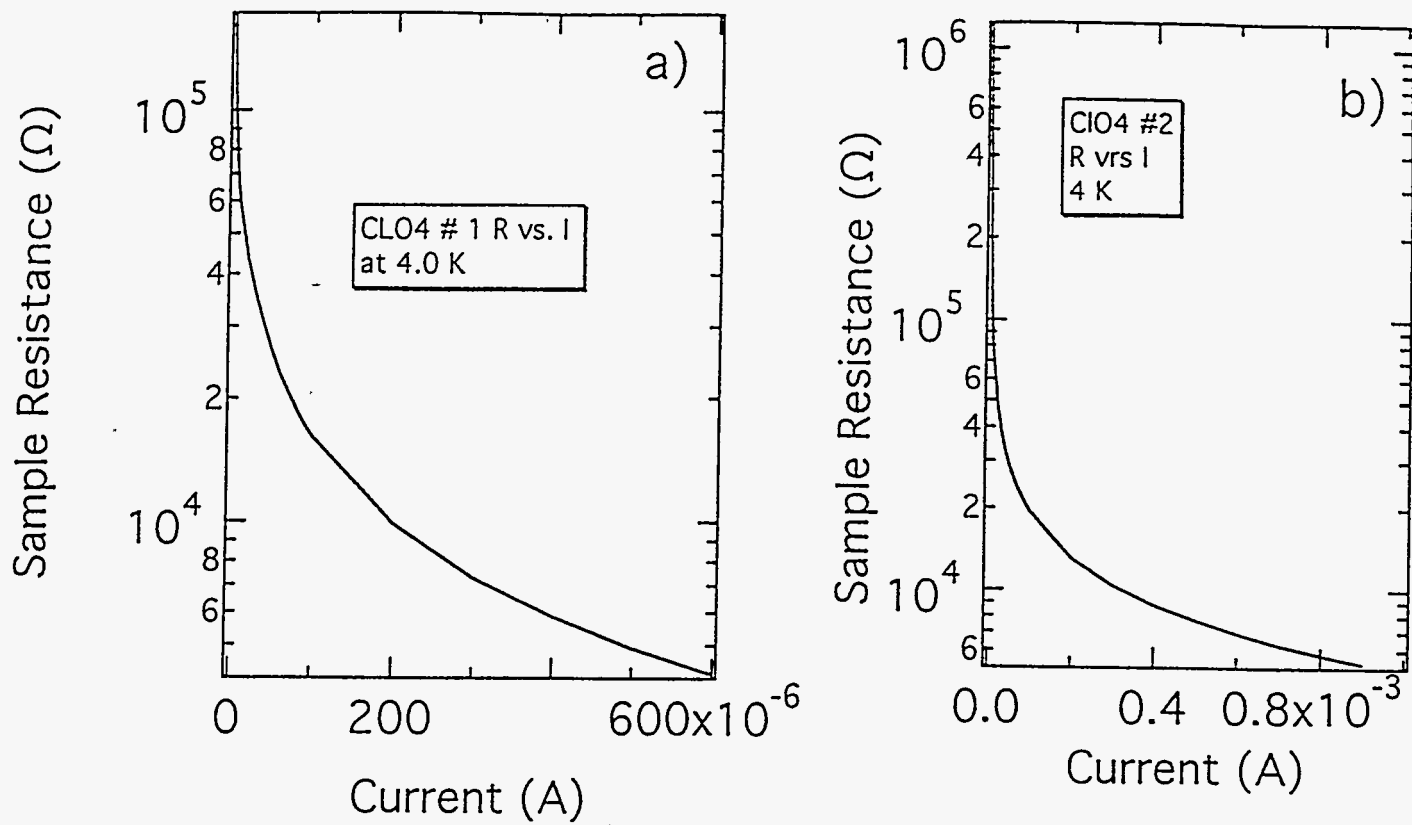 a)
Sample Resistance (Ω)
10^5
8
6
4
2
10^4
8
6
CLO4 # 1 R vs. I
at 4.0 K
0 200 600x10^-6
Current (A)
b)
Sample Resistance (Ω)
10^6
6
4
2
10^5
6
4
2
10^4
6
ClO4 #2
R vrs I
4 K
0.0 0.4 0.8x10^-3
Current (A)